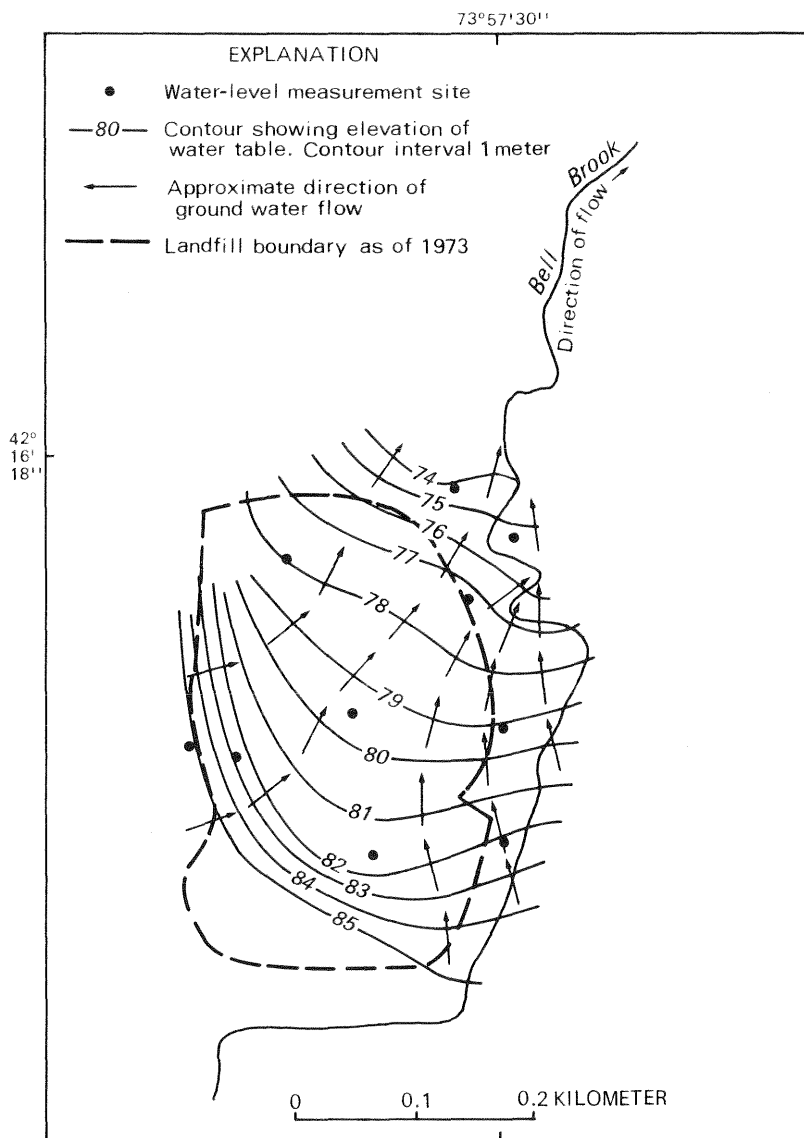 73°57'30"
EXPLANATION
Water-level measurement site
—80— Contour showing elevation of
water table. Contour interval 1 meter
Approximate direction of
ground water flow
Landfill boundary as of 1973
Brook
Bell
Direction of flow
42°
16'
18"
74
75
76
77
78
79
80
81
82
83
84
85
0 0.1 0.2 KILOMETER